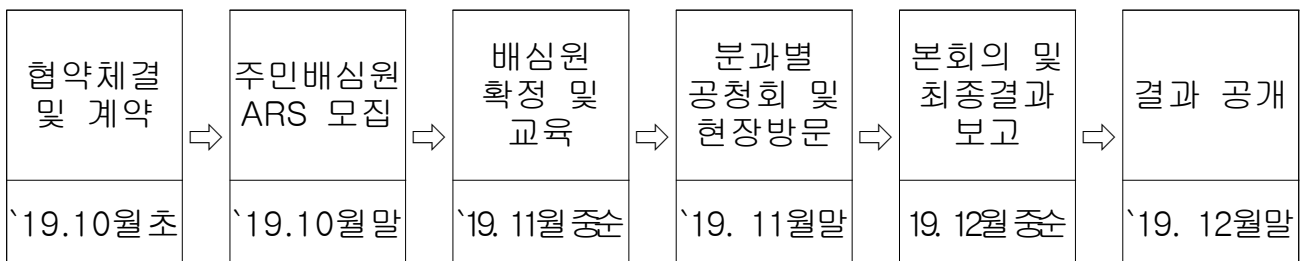 협약체결
및 계약
`19.10월초
⇨
주민배심원
ARS 모집
`19.10월말
⇨
배심원
확정 및
교육
`19. 11월중순
⇨
분과별
공청회 및
현장방문
`19. 11월말
⇨
본회의 및
최종결과
보고
19. 12월중순
⇨
결과 공개
`19. 12월말